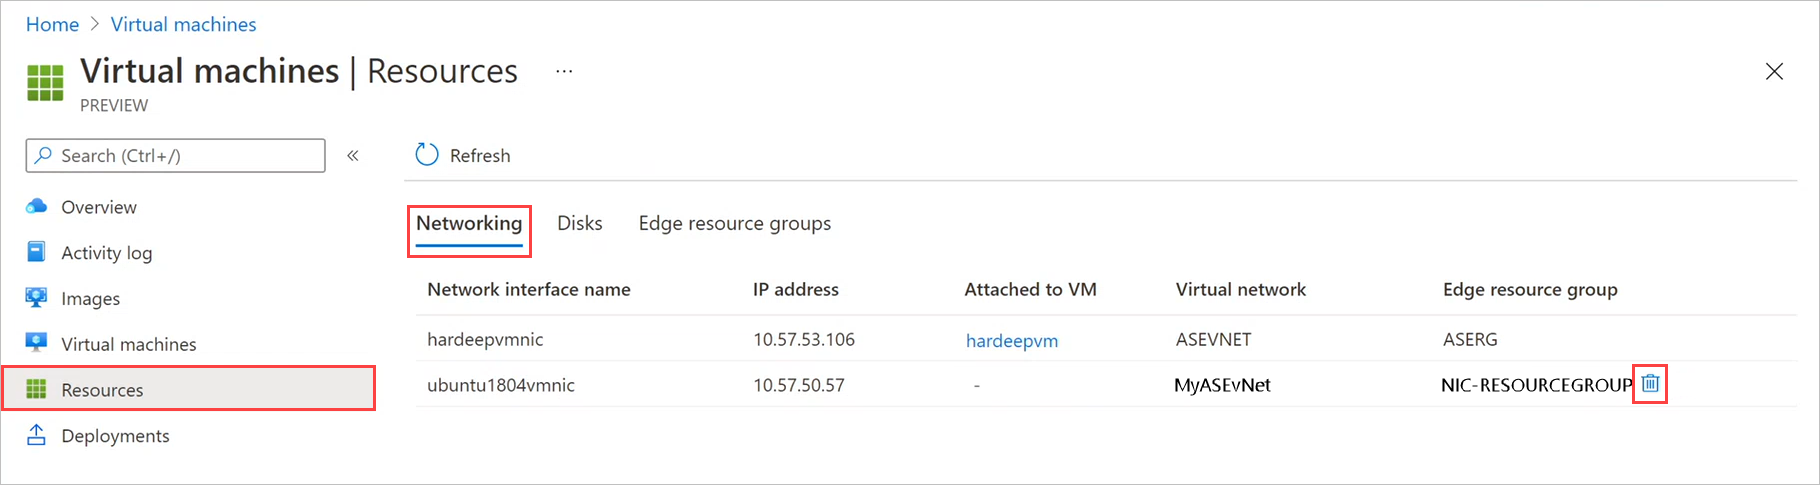 Home > Virtual machines
Virtual machines | Resources ...
PREVIEW
Search (Ctrl+/) «
Refresh
Overview
Activity log
Images
Virtual machines
Resources
Deployments
Networking Disks Edge resource groups
Network interface name IP address Attached to VM Virtual network Edge resource group
hardeepvmnic 10.57.53.106 hardeepvm ASEVNET ASERG
ubuntu1804vmnic 10.57.50.57 - MyASEvNet NIC-RESOURCEGROUP